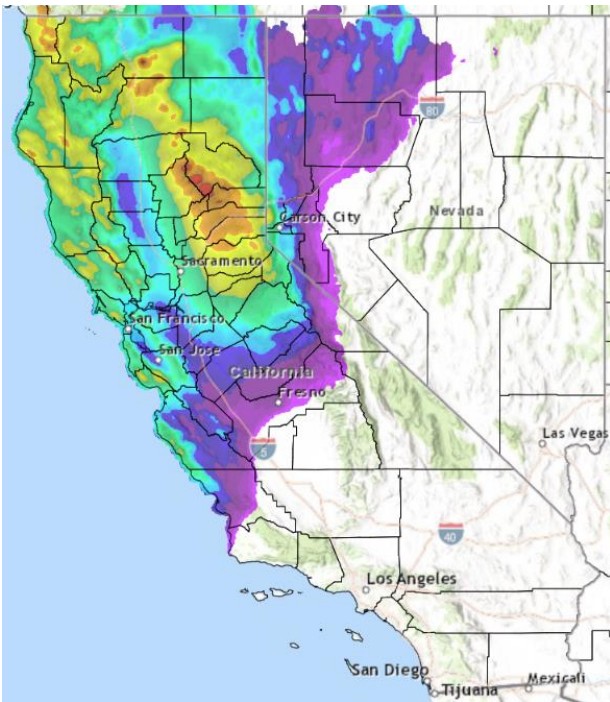 80
Carson City
Nevada
Sacramento
San Francisco
San Jose
California
Fresno
Las Vegas
5
40
Los Angeles
San Diego
Tijuana
Mexicali